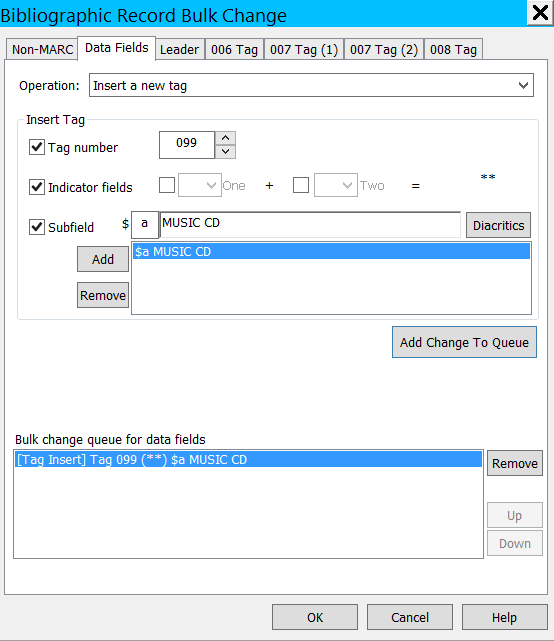 Bibliographic Record Bulk Change
Non-MARC Data Fields Leader 006 Tag 007 Tag (1) 007 Tag (2) 008 Tag
Operation: Insert a new tag
Insert Tag
Tag number 099
Indicator fields One + Two = **
Subfield $ a MUSIC CD Diacritics
Add $a MUSIC CD
Remove
Add Change To Queue
Bulk change queue for data fields
[Tag Insert] Tag 099 (**) $a MUSIC CD Remove
Up
Down
OK Cancel Help